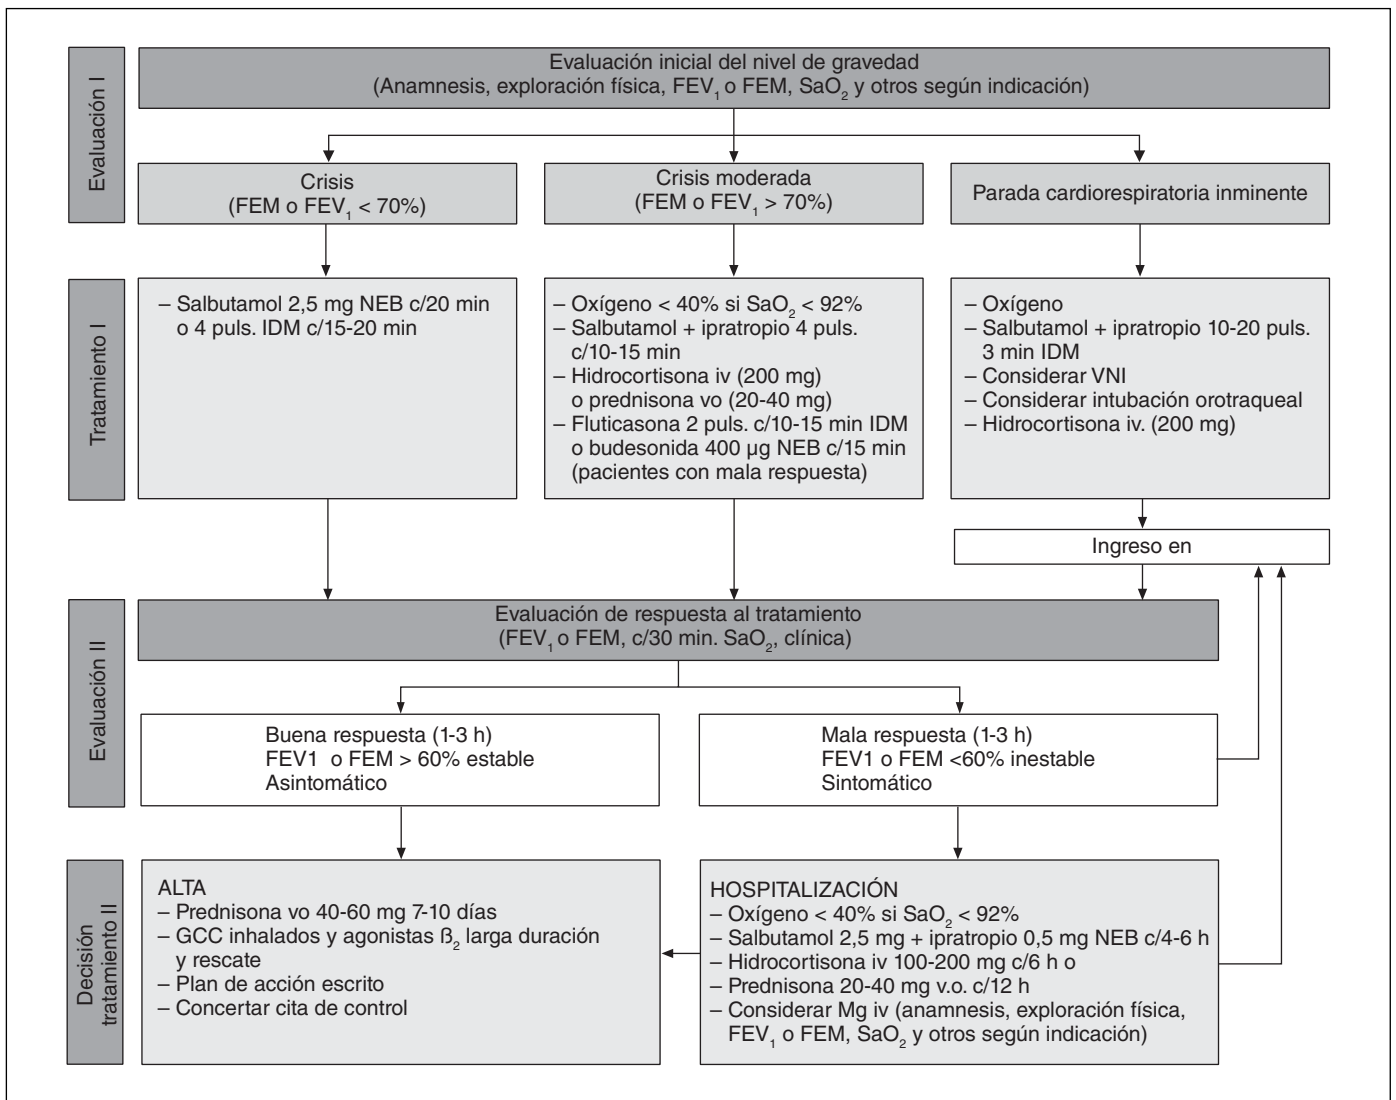 Evaluación I
Evaluación inicial del nivel de gravedad
(Anamnesis, exploración física, FEV₁ o FEM, SaO₂ y otros según indicación)
Crisis
(FEM o FEV₁ < 70%)
Crisis moderada
(FEM o FEV₁ > 70%)
Parada cardiorespiratoria inminente
Tratamiento I
– Salbutamol 2,5 mg NEB c/20 min
o 4 puls. IDM c/15-20 min
– Oxígeno < 40% si SaO₂ < 92%
– Salbutamol + ipratropio 4 puls.
c/10-15 min
– Hidrocortisona iv (200 mg)
o prednisona vo (20-40 mg)
– Fluticasona 2 puls. c/10-15 min IDM
o budesonida 400 µg NEB c/15 min
(pacientes con mala respuesta)
– Oxígeno
– Salbutamol + ipratropio 10-20 puls.
3 min IDM
– Considerar VNI
– Considerar intubación orotraqueal
– Hidrocortisona iv. (200 mg)
Ingreso en
Evaluación II
Evaluación de respuesta al tratamiento
(FEV₁ o FEM, c/30 min. SaO₂, clínica)
Buena respuesta (1-3 h)
FEV1 o FEM > 60% estable
Asintomático
Mala respuesta (1-3 h)
FEV1 o FEM <60% inestable
Sintomático
Decisión
tratamiento II
ALTA
– Prednisona vo 40-60 mg 7-10 días
– GCC inhalados y agonistas ß₂ larga duración
y rescate
– Plan de acción escrito
– Concertar cita de control
HOSPITALIZACIÓN
– Oxígeno < 40% si SaO₂ < 92%
– Salbutamol 2,5 mg + ipratropio 0,5 mg NEB c/4-6 h
– Hidrocortisona iv 100-200 mg c/6 h o
– Prednisona 20-40 mg v.o. c/12 h
– Considerar Mg iv (anamnesis, exploración física,
FEV₁ o FEM, SaO₂ y otros según indicación)